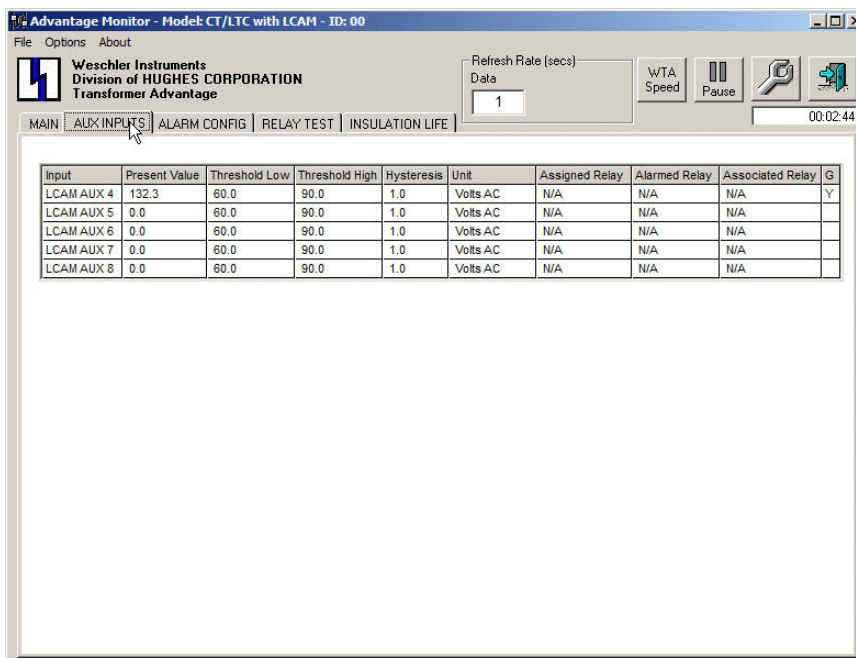 Advantage Monitor - Model: CT/LTC with LCAM - ID: 00
File Options About
Weschler Instruments
Division of HUGHES CORPORATION
Transformer Advantage
Refresh Rate (secs)
Data
1
WTA Speed
Pause
00:02:44
MAIN AUX INPUTS ALARM CONFIG RELAY TEST INSULATION LIFE
Input Present Value Threshold Low Threshold High Hysteresis Unit Assigned Relay Alarmed Relay Associated Relay G
LCAM AUX 4 132.3 60.0 90.0 1.0 Volts AC N/A N/A N/A Y
LCAM AUX 5 0.0 60.0 90.0 1.0 Volts AC N/A N/A N/A
LCAM AUX 6 0.0 60.0 90.0 1.0 Volts AC N/A N/A N/A
LCAM AUX 7 0.0 60.0 90.0 1.0 Volts AC N/A N/A N/A
LCAM AUX 8 0.0 60.0 90.0 1.0 Volts AC N/A N/A N/A